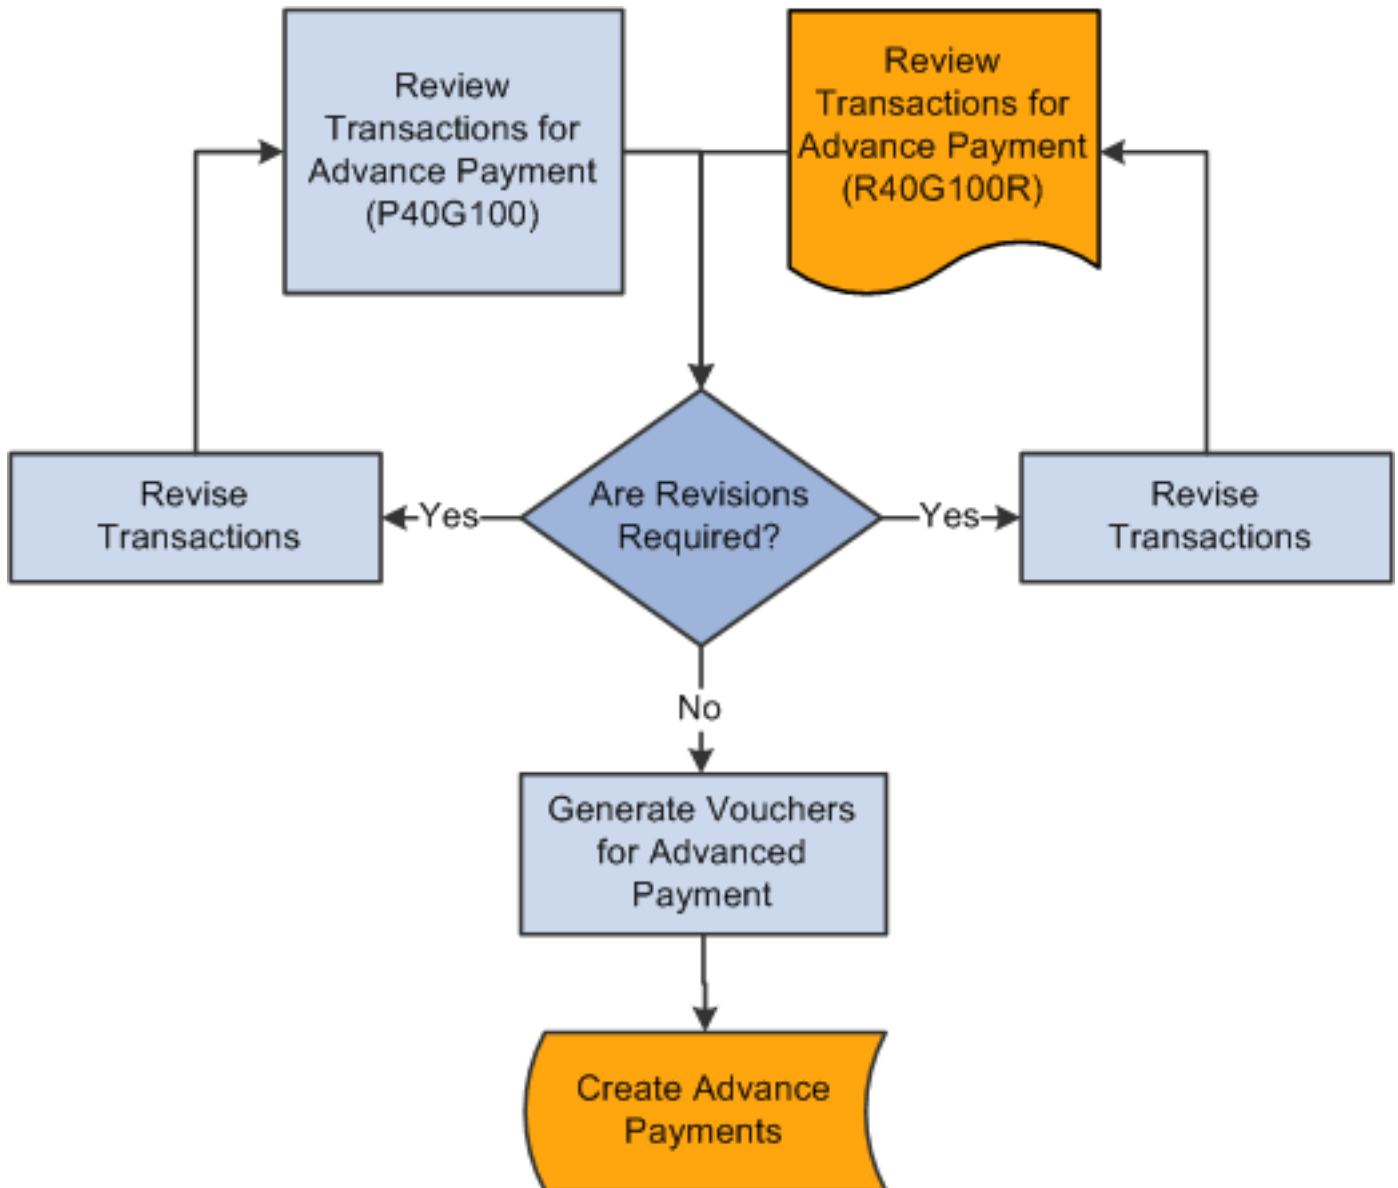 Review
Transactions for
Advance Payment
(P40G100)
Review
Transactions for
Advance Payment
(R40G100R)
Revise
Transactions
Yes
Are Revisions
Required?
Yes
Revise
Transactions
No
Generate Vouchers
for Advanced
Payment
Create Advance
Payments